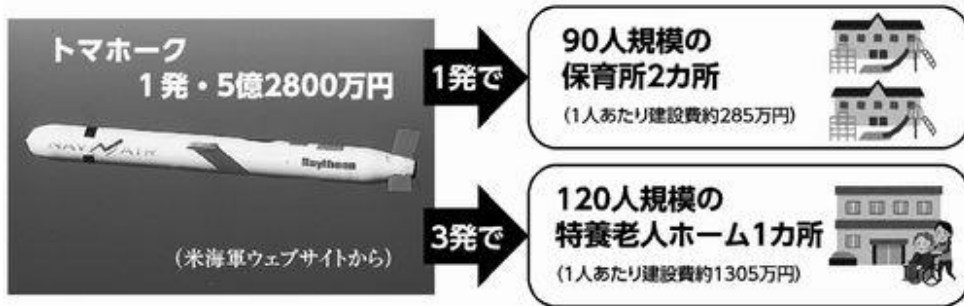 トマホーク
1発・5億2800万円
NAV AIR
Raytheon
(米海軍ウェブサイトから)
1発で
90人規模の
保育所2カ所
(1人あたり建設費約285万円)
3発で
120人規模の
特養老人ホーム1カ所
(1人あたり建設費約1305万円)